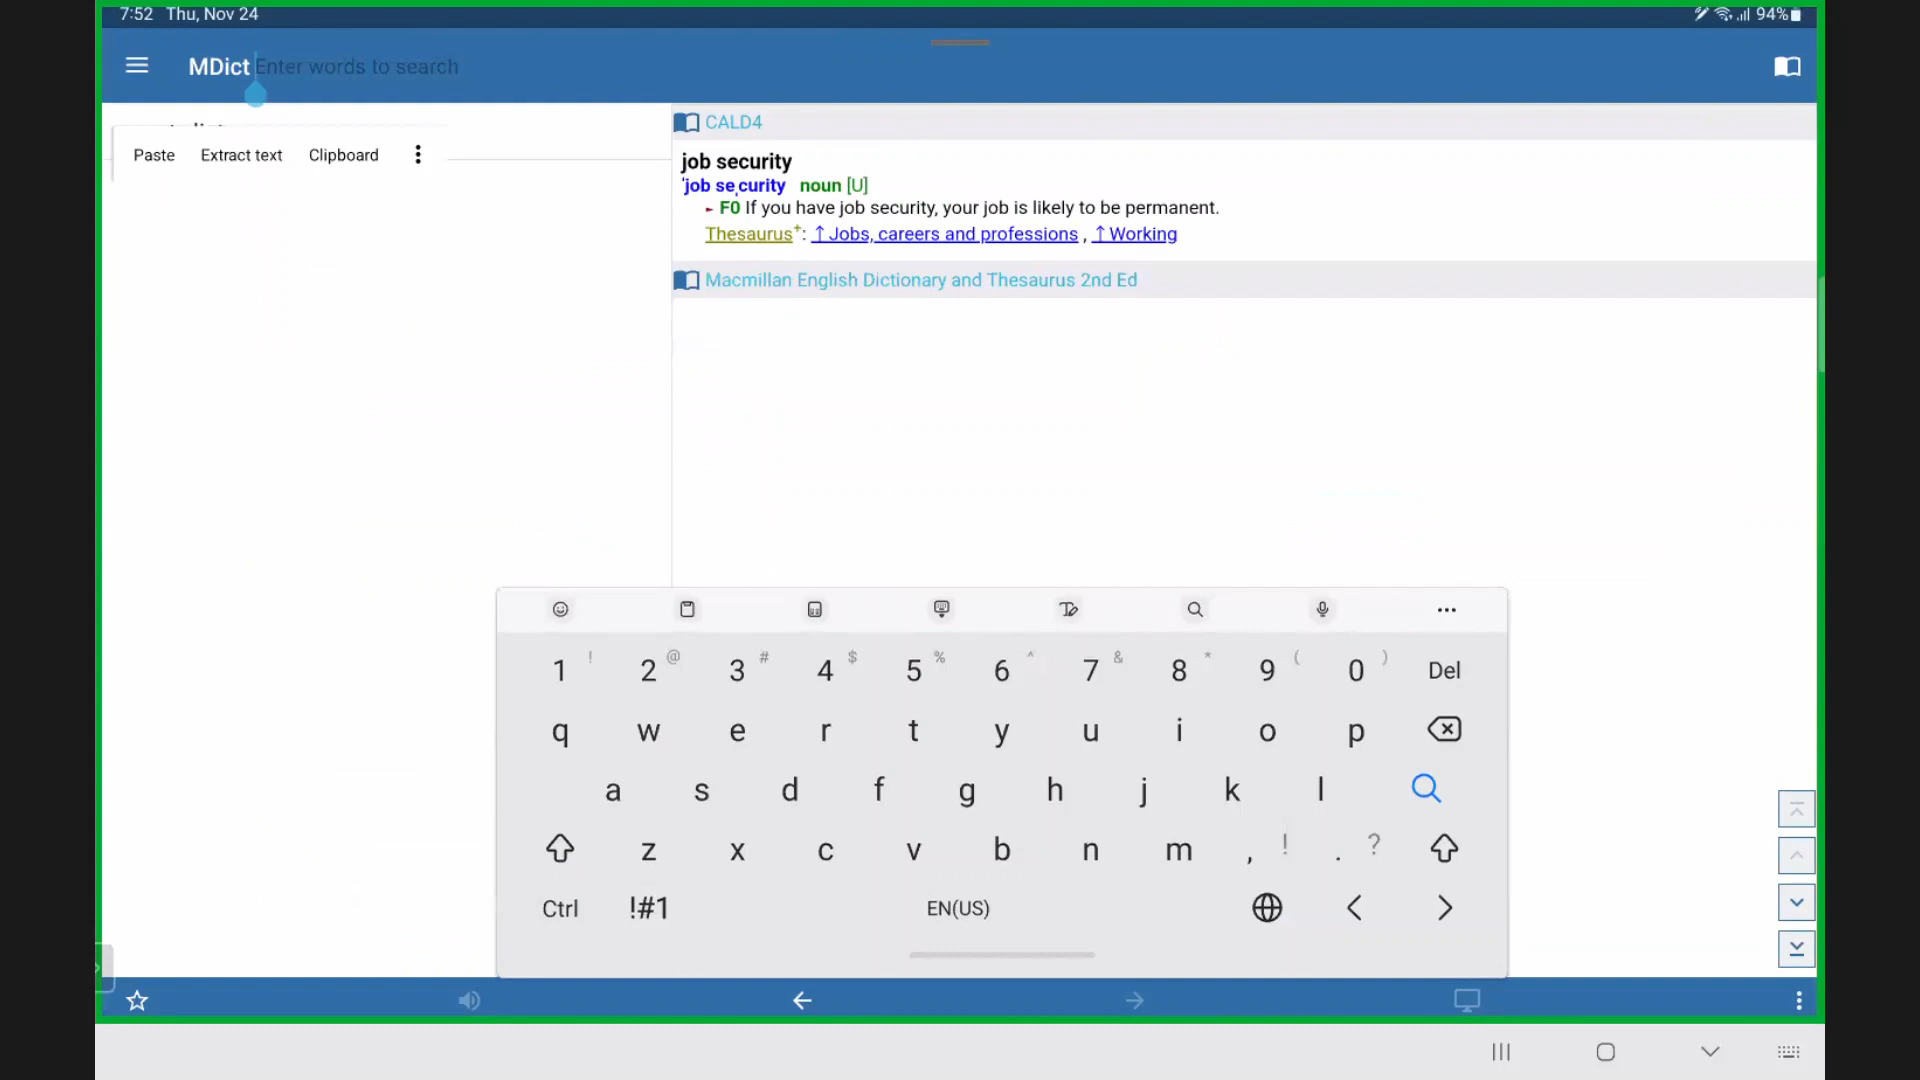 7:52 Thu, Nov 24
94%
MDict Enter words to search
Paste Extract text Clipboard
CALD4
job security
ˈjob seˌcurity noun [U]
F0 If you have job security, your job is likely to be permanent.
Thesaurus+: ↑Jobs, careers and professions , ↑Working
Macmillan English Dictionary and Thesaurus 2nd Ed
1 ! 2 @ 3 # 4 $ 5 % 6 ^ 7 & 8 * 9 ( 0 ) Del
q w e r t y u i o p
a s d f g h j k l
z x c v b n m , ! . ?
Ctrl !#1 EN(US) < >